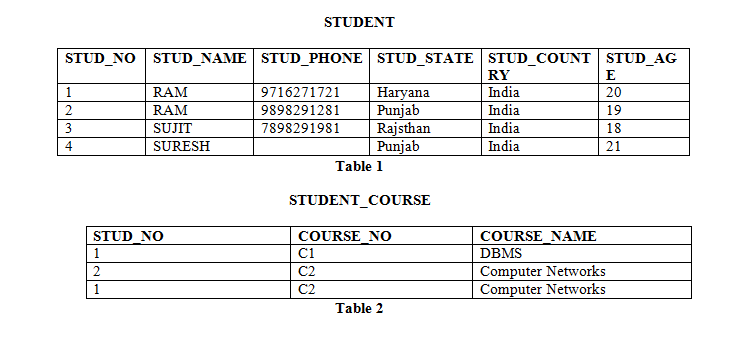 STUDENT
STUD_NO STUD_NAME STUD_PHONE STUD_STATE STUD_COUNT STUD_AG
RY E
1 RAM 9716271721 Haryana India 20
2 RAM 9898291281 Punjab India 19
3 SUJIT 7898291981 Rajsthan India 18
4 SURESH Punjab India 21
Table 1
STUDENT_COURSE
STUD_NO COURSE_NO COURSE_NAME
1 C1 DBMS
2 C2 Computer Networks
1 C2 Computer Networks
Table 2